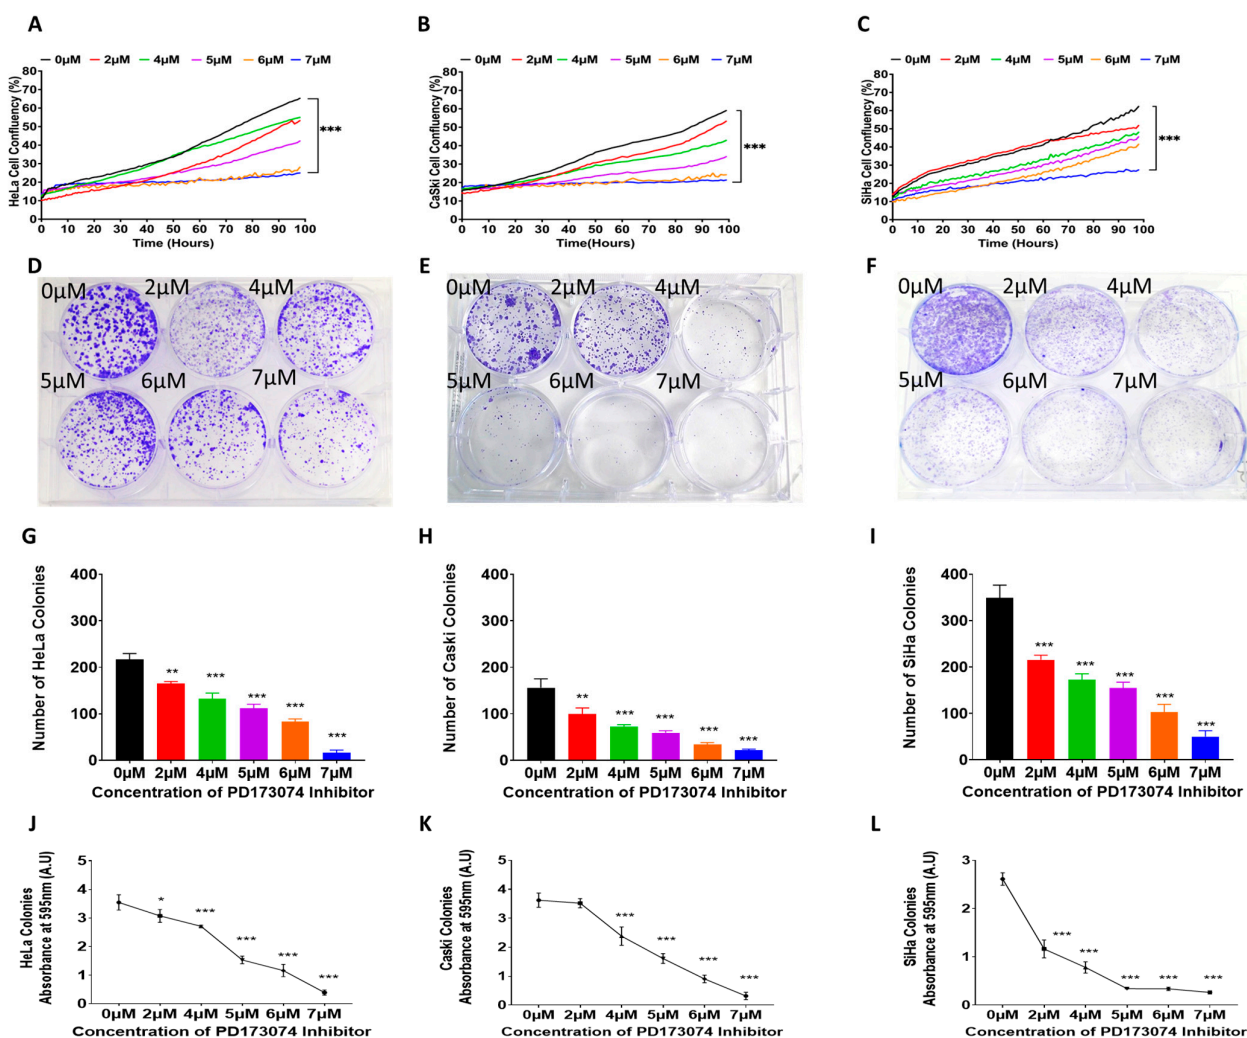 A
B
C
0μM 2μM 4μM 5μM 6μM 7μM
0μM 2μM 4μM 5μM 6μM 7μM
0μM 2μM 4μM 5μM 6μM 7μM
HeLa Cell Confluency (%)
80
70
60
50
40
30
20
10
0
***
0 10 20 30 40 50 60 70 80 90 100
Time (Hours)
CaSki Cell Confluency (%)
80
70
60
50
40
30
20
10
0
***
0 10 20 30 40 50 60 70 80 90 100
Time(Hours)
SiHa Cell Confluency (%)
80
70
60
50
40
30
20
10
0
***
0 10 20 30 40 50 60 70 80 90 100
Time (Hours)
D
0μM 2μM 4μM
5μM 6μM 7μM
E
0μM 2μM 4μM
5μM 6μM 7μM
F
0μM 2μM 4μM
5μM 6μM 7μM
G
Number of HeLa Colonies
400
300
200
100
0
** *** *** *** ***
0μM 2μM 4μM 5μM 6μM 7μM
Concentration of PD173074 Inhibitor
H
Number of Caski Colonies
400
300
200
100
0
** *** *** *** ***
0μM 2μM 4μM 5μM 6μM 7μM
Concentration of PD173074 Inhibitor
I
Number of SiHa Colonies
400
300
200
100
0
*** *** *** *** ***
0μM 2μM 4μM 5μM 6μM 7μM
Concentration of PD173074 Inhibitor
J
HeLa Colonies
Absorbance at 595nm (A.U)
5
4
3
2
1
0
* *** *** *** ***
0μM 2μM 4μM 5μM 6μM 7μM
Concentration of PD173074 Inhibitor
K
Caski Colonies
Absorbance at 595nm (A.U)
5
4
3
2
1
0
*** *** *** ***
0μM 2μM 4μM 5μM 6μM 7μM
Concentration of PD173074 Inhibitor
L
SiHa Colonies
Absorbance at 595nm (A.U)
3
2
1
0
*** *** *** *** ***
0μM 2μM 4μM 5μM 6μM 7μM
Concentration of PD173074 Inhibitor